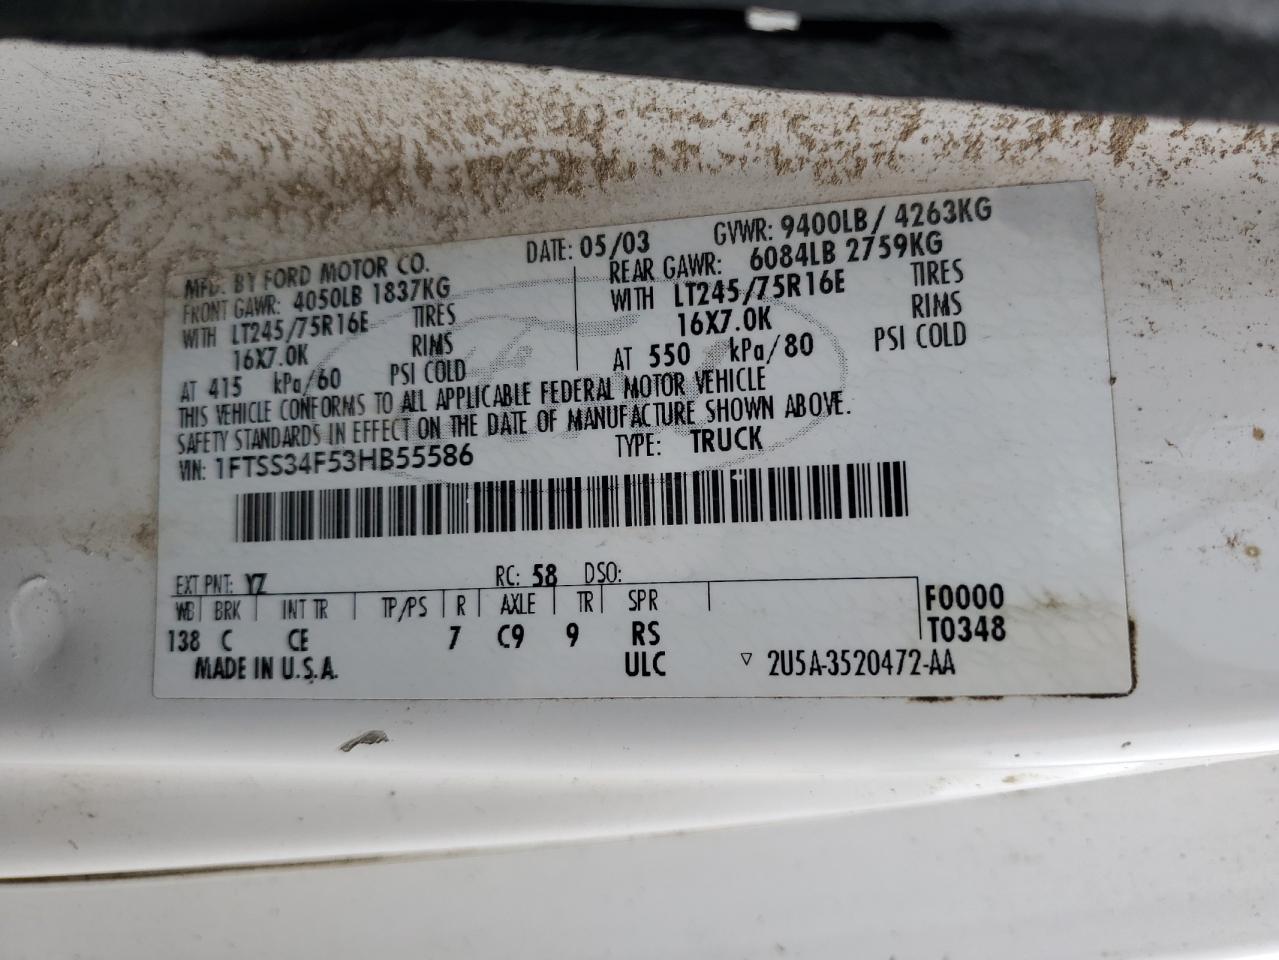 MFD. BY FORD MOTOR CO. DATE: 05/03 GVWR: 9400LB/ 4263KG
FRONT GAWR: 4050LB 1837KG REAR GAWR: 6084LB 2759KG
WITH LT245/75R16E TIRES WITH LT245/75R16E TIRES
16X7.0K RIMS 16X7.0K RIMS
AT 415 kPa/60 PSI COLD AT 550 kPa/80 PSI COLD
THIS VEHICLE CONFORMS TO ALL APPLICABLE FEDERAL MOTOR VEHICLE
SAFETY STANDARDS IN EFFECT ON THE DATE OF MANUFACTURE SHOWN ABOVE.
VIN: 1FTSS34F53HB55586 TYPE: TRUCK
EXT PNT: YZ RC: 58 DSO:
WB BRK INT TR TP/PS R AXLE TR SPR F0000
138 C CE 7 C9 9 RS T0348
MADE IN U.S.A. ULC ▽ 2U5A-3520472-AA